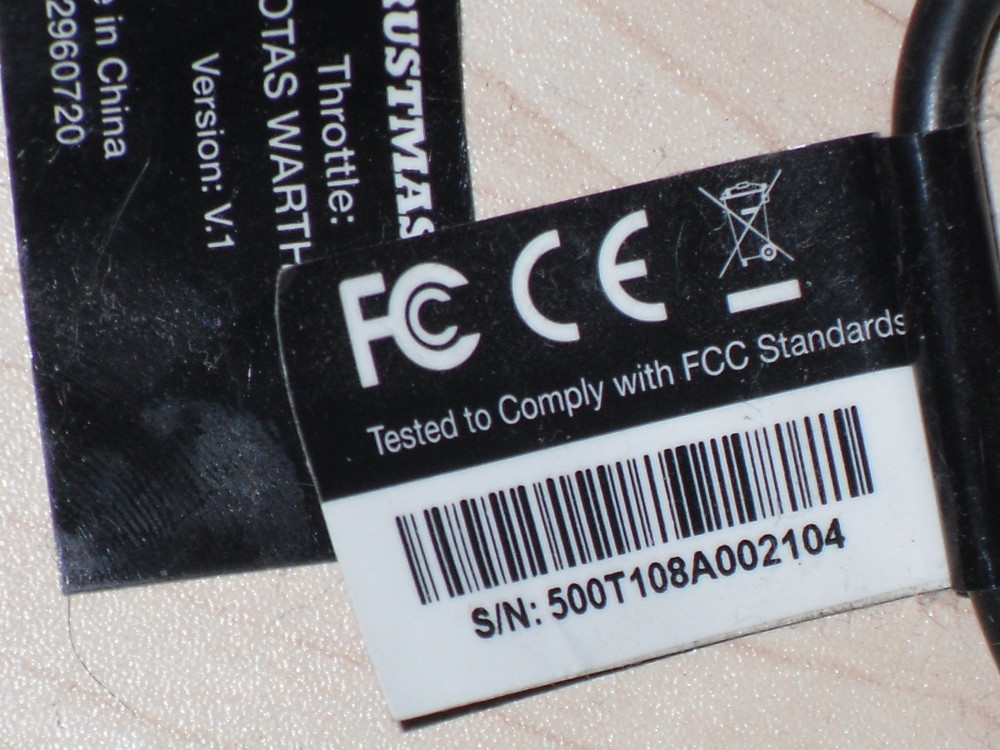 RUSTMAS
Throttle:
OTAS WARTH
Version: V.1
e in China
2960720
FC CE
Tested to Comply with FCC Standards
S/N: 500T108A002104